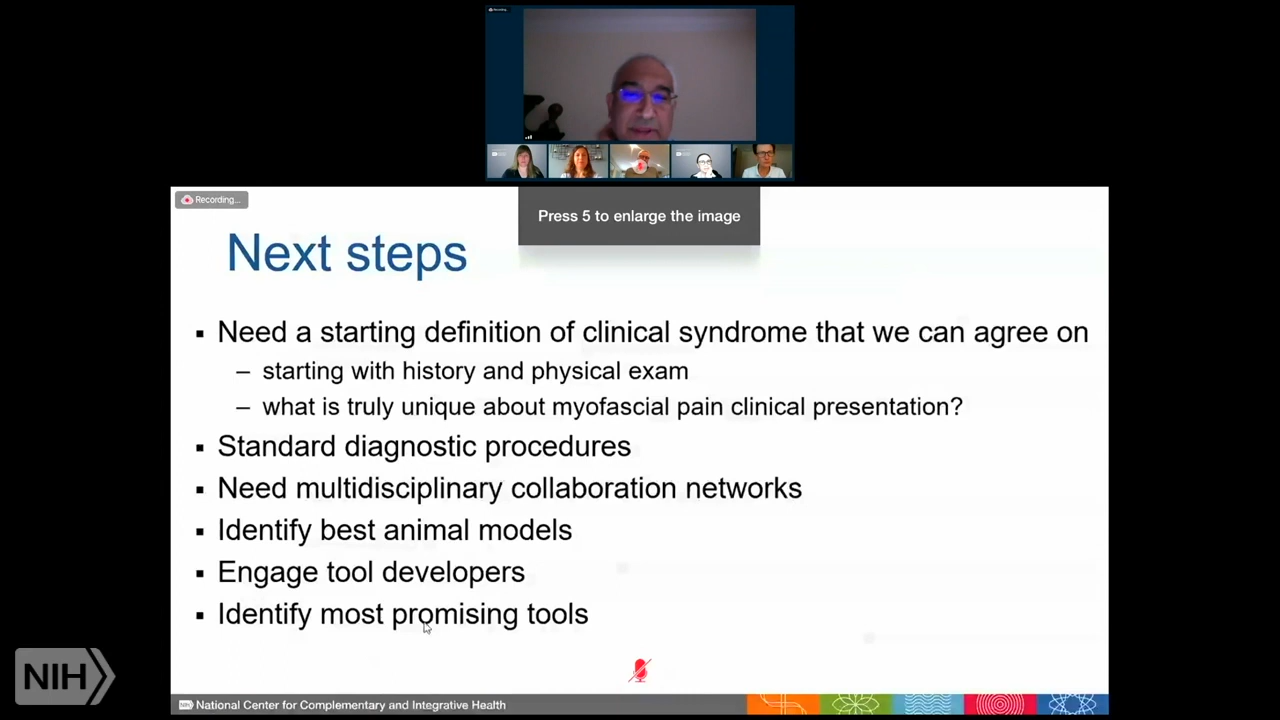 Recording...
Press 5 to enlarge the image
Next steps
▪ Need a starting definition of clinical syndrome that we can agree on
– starting with history and physical exam
– what is truly unique about myofascial pain clinical presentation?
▪ Standard diagnostic procedures
▪ Need multidisciplinary collaboration networks
▪ Identify best animal models
▪ Engage tool developers
▪ Identify most promising tools
NIH
NIH National Center for Complementary and Integrative Health